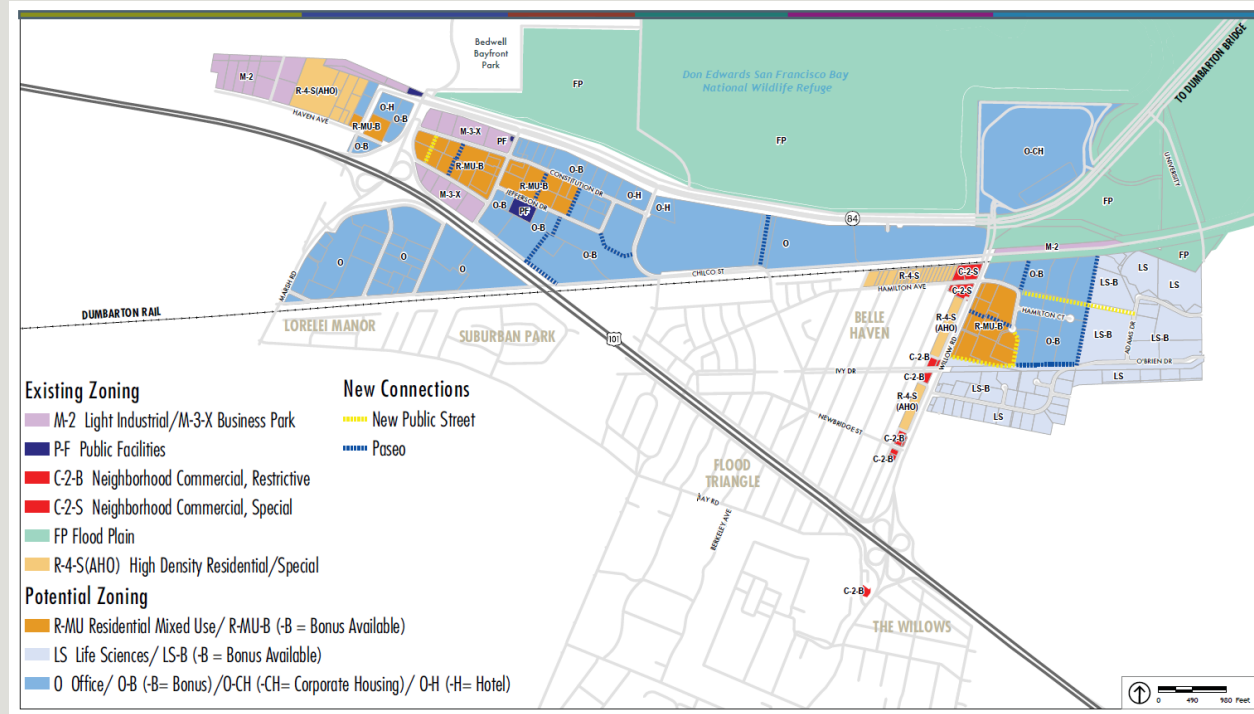 Bedwell
Bayfront
Park
FP
Don Edwards San Francisco Bay
National Wildlife Refuge
TO DUMBARTON BRIDGE
M-2
R-4-S(AHO)
HAVEN AVE
O-H
O-B
R-MU-B
O-B
M-3-X
PF
FP
O-CH
UNIVERSITY
R-MU-B
O-B
R-MU-B
CONSTITUTION DR
JEFFERSON DR
O-H
O-H
M-3-X
O-B
PF
O-B
O-B
84
FP
O
M-2
FP
O
O
O
MARSH RD
CHILCO ST
R-4-S
C-2-S
O-B
LS-B
LS
LS
HAMILTON AVE
C-2-S
DUMBARTON RAIL
LORELEI MANOR
SUBURBAN PARK
101
BELLE
HAVEN
R-4-S
(AHO)
WILLOW RD
R-MU-B
HAMILTON CT
O-B
LS-B
ADAMS DR
LS-B
C-2-B
O'BRIEN DR
IVY DR
C-2-B
LS
LS-B
R-4-S
(AHO)
LS
NEWBRIDGE ST
C-2-B
C-2-B
FLOOD
TRIANGLE
BAY RD
BERKELEY AVE
C-2-B
THE WILLOWS
Existing Zoning
M-2 Light Industrial/M-3-X Business Park
P-F Public Facilities
C-2-B Neighborhood Commercial, Restrictive
C-2-S Neighborhood Commercial, Special
FP Flood Plain
R-4-S(AHO) High Density Residential/Special
Potential Zoning
R-MU Residential Mixed Use/ R-MU-B (-B = Bonus Available)
LS Life Sciences/ LS-B (-B = Bonus Available)
O Office/ O-B (-B= Bonus) /O-CH (-CH= Corporate Housing)/ O-H (-H= Hotel)
New Connections
New Public Street
Paseo
0 490 980 Feet